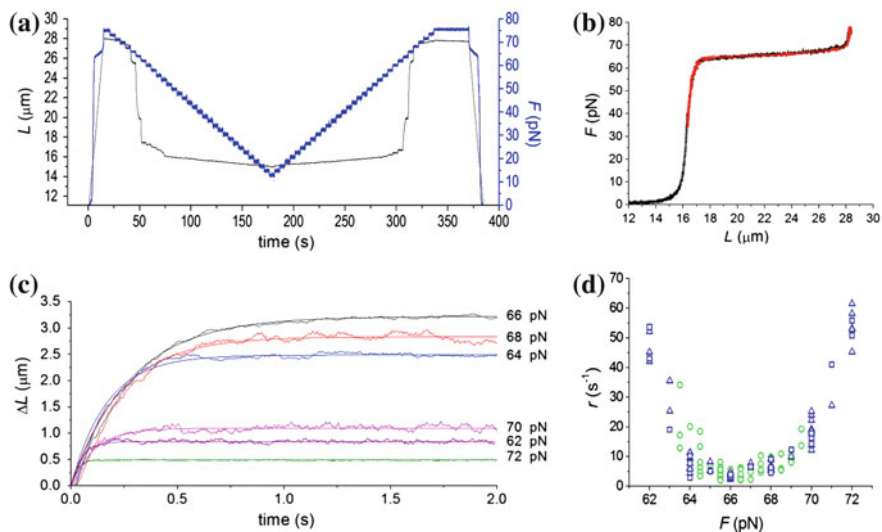 (a)
30
28
26
24
22
20
18
16
14
12
L (μm)
80
70
60
50
40
30
20
10
0
F (pN)
0 50 100 150 200 250 300 350 400
time (s)
(b)
80
70
60
50
40
30
20
10
0
F (pN)
12 14 16 18 20 22 24 26 28 30
L (μm)
(c)
3.5
3.0
2.5
2.0
1.5
1.0
0.5
0.0
ΔL (μm)
66 pN
68 pN
64 pN
70 pN
62 pN
72 pN
0.0 0.5 1.0 1.5 2.0
time (s)
(d)
70
60
50
40
30
20
10
0
r (s⁻¹)
62 64 66 68 70 72
F (pN)